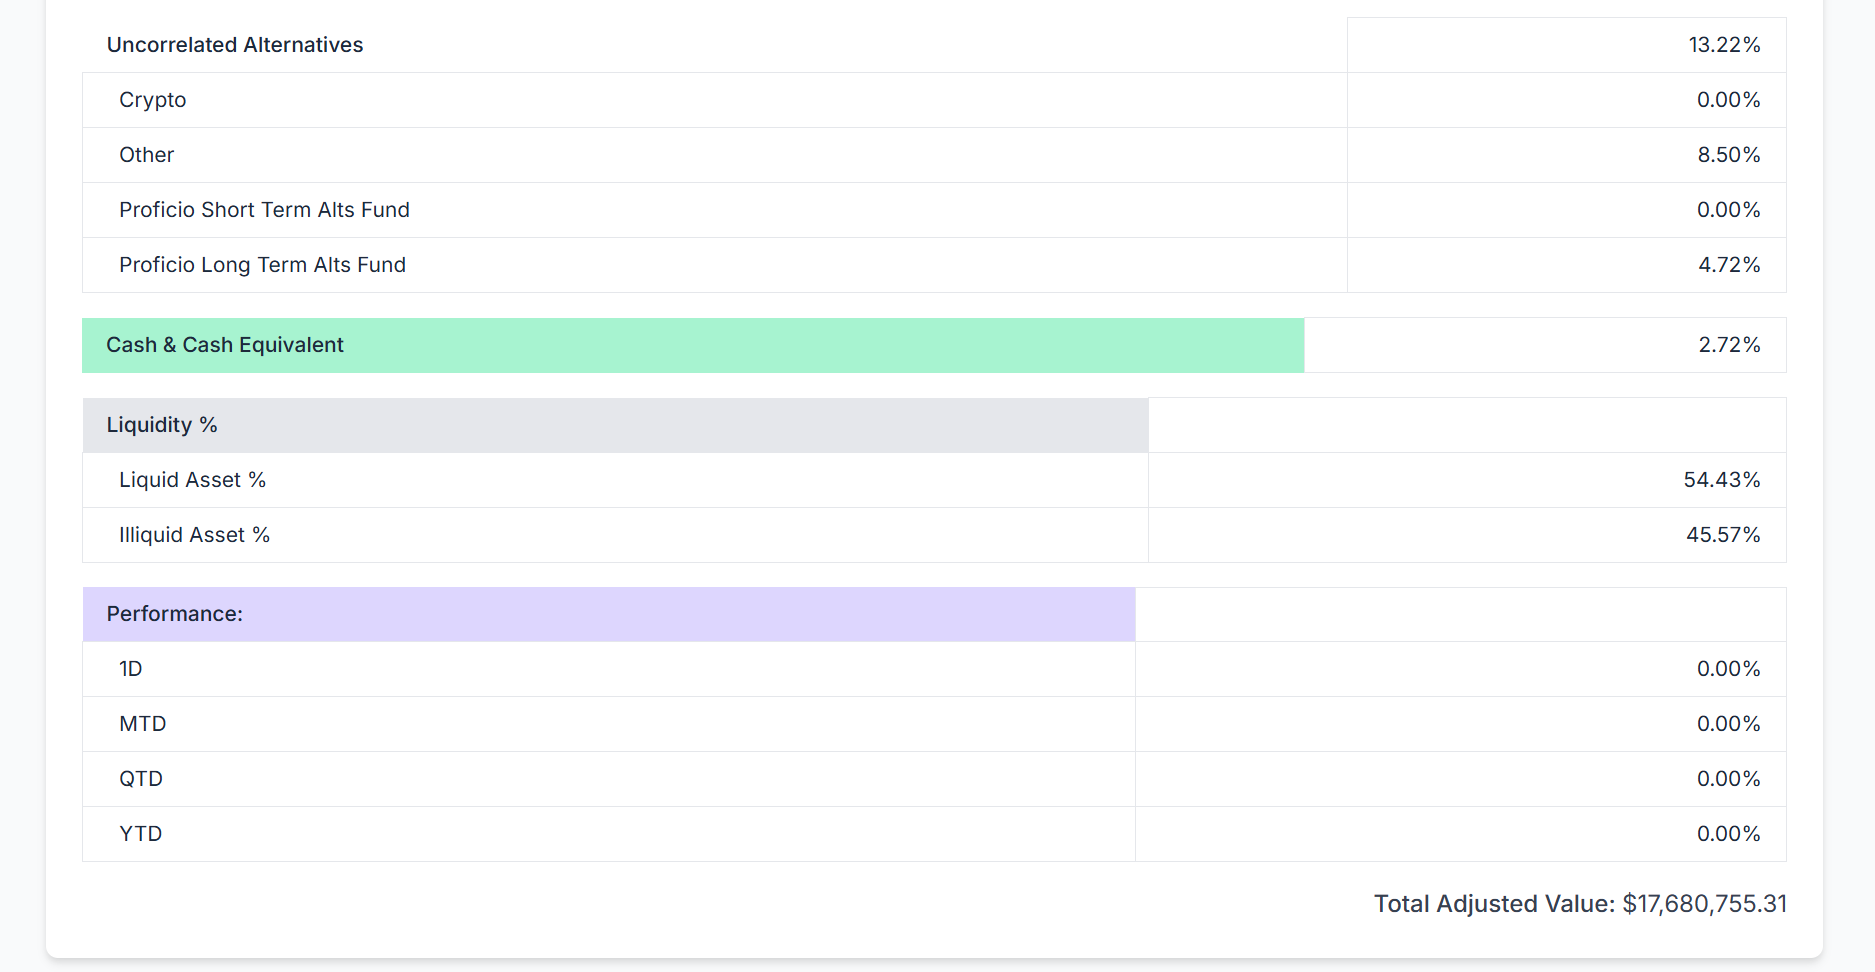 Uncorrelated Alternatives 13.22%
Crypto 0.00%
Other 8.50%
Proficio Short Term Alts Fund 0.00%
Proficio Long Term Alts Fund 4.72%
Cash & Cash Equivalent 2.72%
Liquidity %
Liquid Asset % 54.43%
Illiquid Asset % 45.57%
Performance:
1D 0.00%
MTD 0.00%
QTD 0.00%
YTD 0.00%
Total Adjusted Value: $17,680,755.31